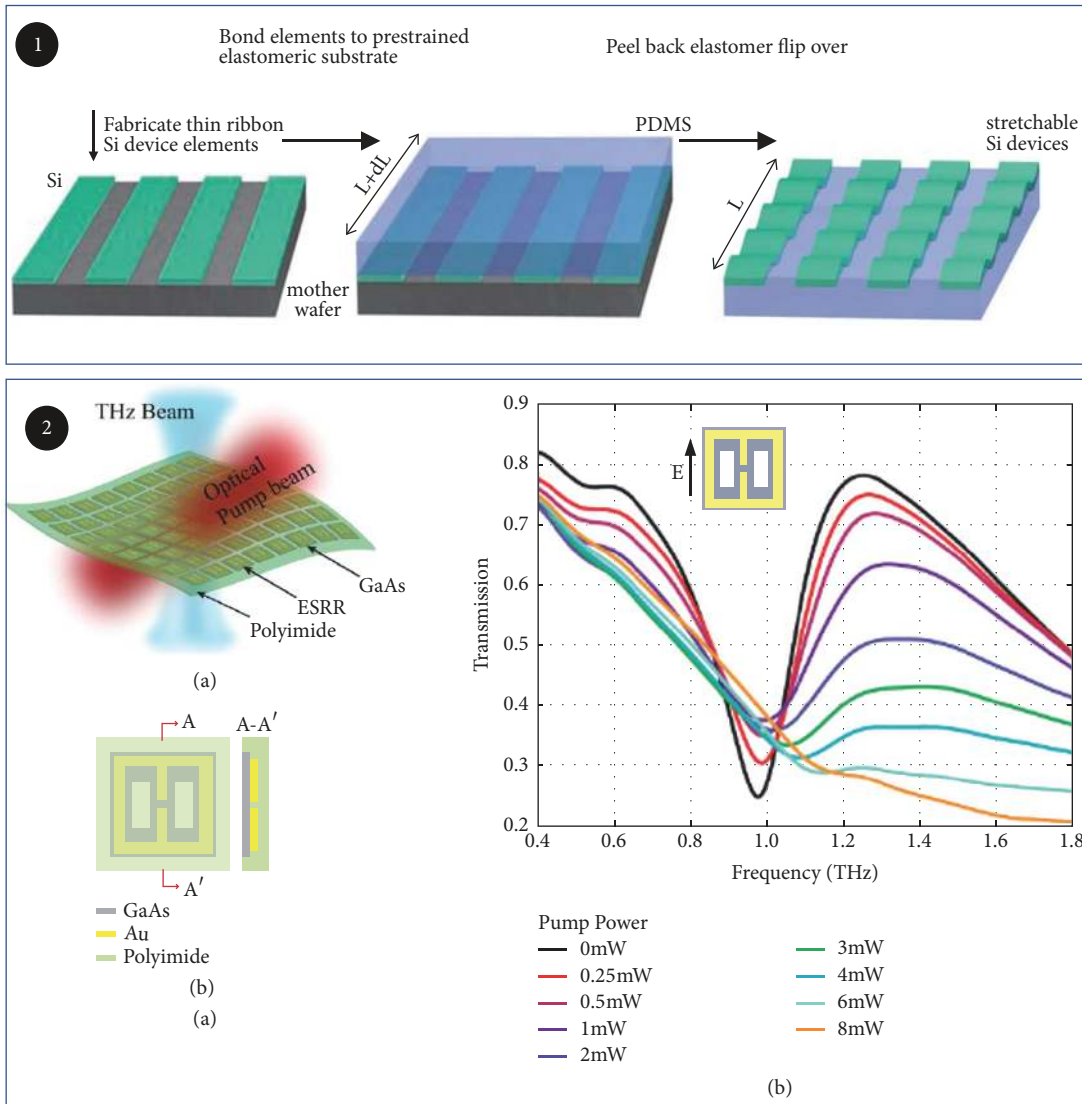 1
Bond elements to prestrained
elastomeric substrate
Peel back elastomer flip over
Fabricate thin ribbon
Si device elements
Si
L+dL
mother
wafer
PDMS
L
stretchable
Si devices
2
THz Beam
Optical
Pump beam
GaAs
ESRR
Polyimide
(a)
A
A-A′
A′
GaAs
Au
Polyimide
(b)
(a)
E
Transmission
0.9
0.8
0.7
0.6
0.5
0.4
0.3
0.2
0.4
0.6
0.8
1.0
1.2
1.4
1.6
1.8
Frequency (THz)
Pump Power
0mW
0.25mW
0.5mW
1mW
2mW
3mW
4mW
6mW
8mW
(b)